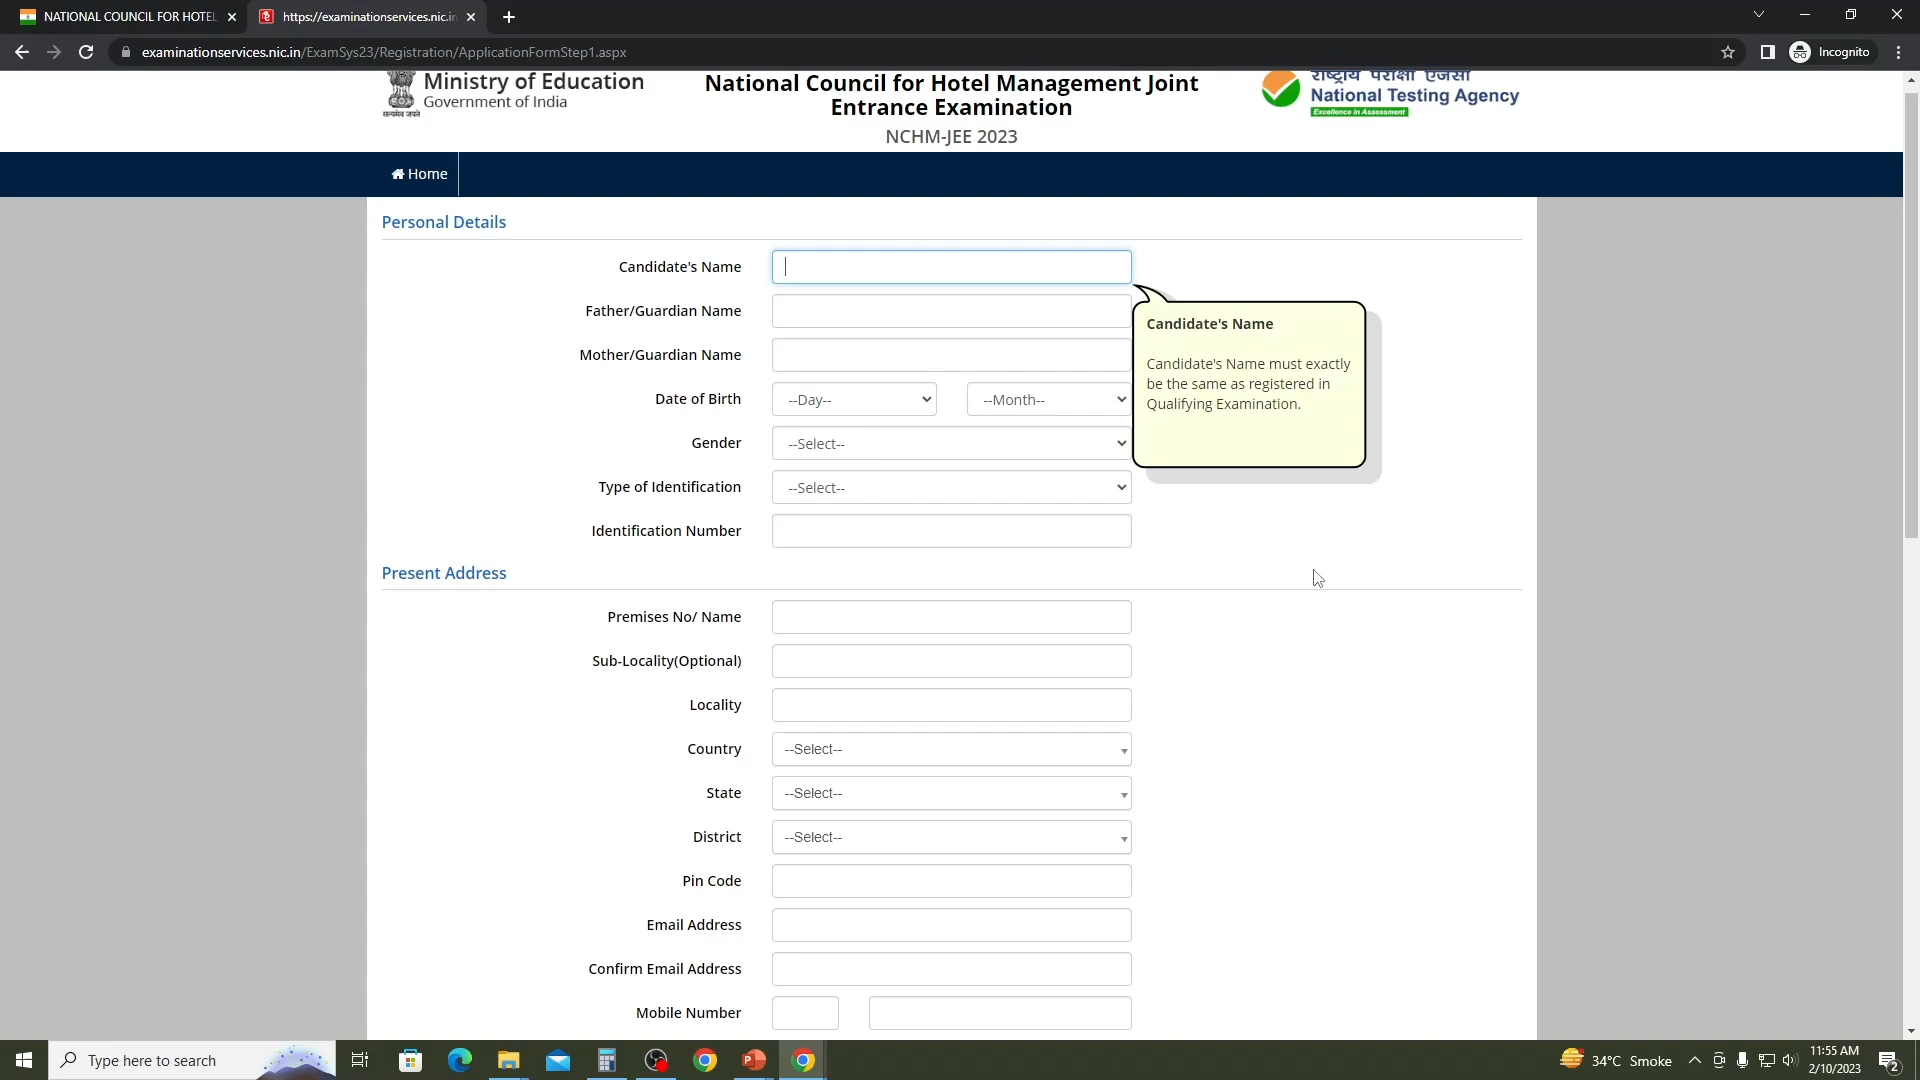 NATIONAL COUNCIL FOR HOTEL
https://examinationservices.nic.in
examinationservices.nic.in/ExamSys23/Registration/ApplicationFormStep1.aspx
Incognito
सत्यमेव जयते
Ministry of Education
Government of India
National Council for Hotel Management Joint
Entrance Examination
NCHM-JEE 2023
राष्ट्रीय परीक्षा एजेंसी
National Testing Agency
Excellence in Assessment
Home
Personal Details
Candidate's Name
Father/Guardian Name
Mother/Guardian Name
Date of Birth --Day-- --Month--
Gender --Select--
Type of Identification --Select--
Identification Number
Candidate's Name
Candidate's Name must exactly
be the same as registered in
Qualifying Examination.
Present Address
Premises No/ Name
Sub-Locality(Optional)
Locality
Country --Select--
State --Select--
District --Select--
Pin Code
Email Address
Confirm Email Address
Mobile Number
Type here to search
34°C Smoke
11:55 AM
2/10/2023
2